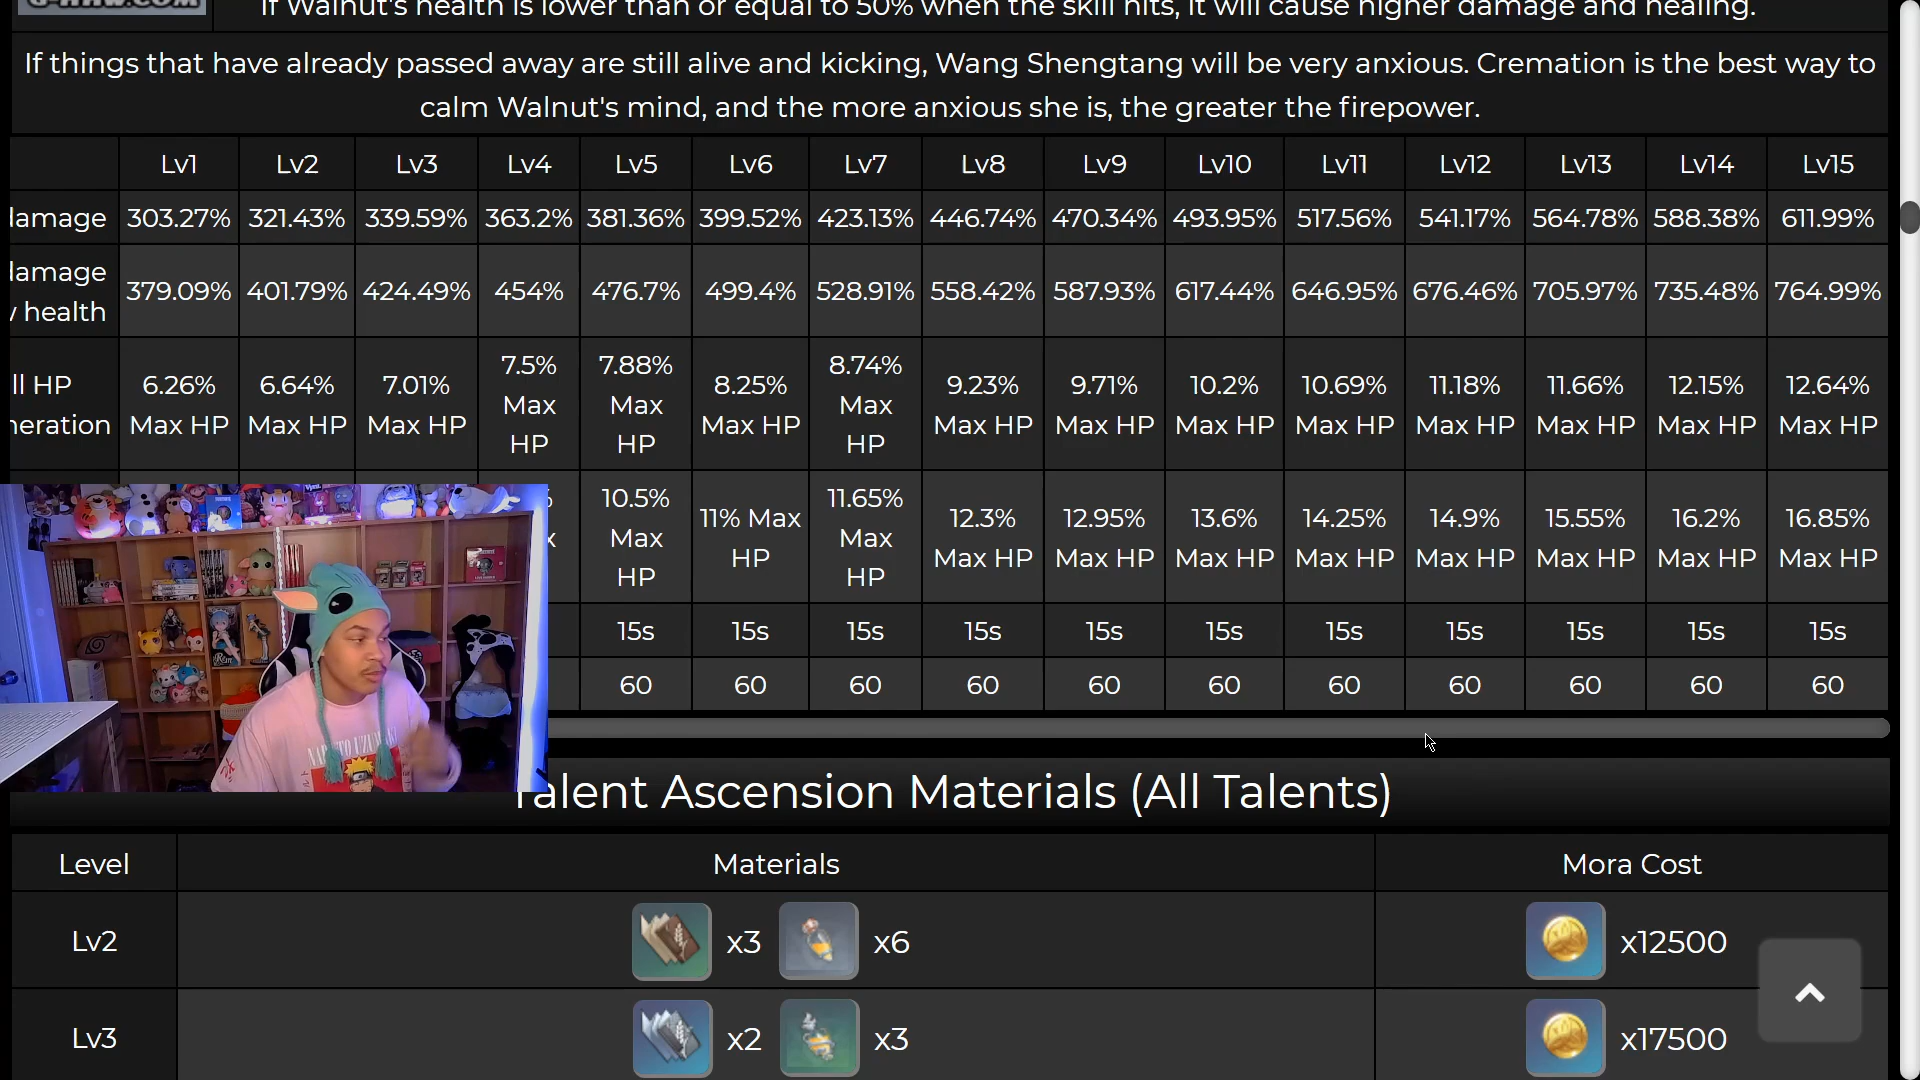 If Walnut's health is lower than or equal to 50% when the skill hits, it will cause higher damage and healing.
If things that have already passed away are still alive and kicking, Wang Shengtang will be very anxious. Cremation is the best way to
calm Walnut's mind, and the more anxious she is, the greater the firepower.
Lv1 Lv2 Lv3 Lv4 Lv5 Lv6 Lv7 Lv8 Lv9 Lv10 Lv11 Lv12 Lv13 Lv14 Lv15
damage 303.27% 321.43% 339.59% 363.2% 381.36% 399.52% 423.13% 446.74% 470.34% 493.95% 517.56% 541.17% 564.78% 588.38% 611.99%
damage
health 379.09% 401.79% 424.49% 454% 476.7% 499.4% 528.91% 558.42% 587.93% 617.44% 646.95% 676.46% 705.97% 735.48% 764.99%
ll HP 6.26% 6.64% 7.01% 7.5% 7.88% 8.25% 8.74% 9.23% 9.71% 10.2% 10.69% 11.18% 11.66% 12.15% 12.64%
neration Max HP Max HP Max HP Max HP Max HP Max HP Max HP Max HP Max HP Max HP Max HP Max HP Max HP Max HP Max HP
10.5% 11% Max 11.65% 12.3% 12.95% 13.6% 14.25% 14.9% 15.55% 16.2% 16.85%
Max HP HP Max HP Max HP Max HP Max HP Max HP Max HP Max HP Max HP Max HP
15s 15s 15s 15s 15s 15s 15s 15s 15s 15s 15s
60 60 60 60 60 60 60 60 60 60 60
Talent Ascension Materials (All Talents)
Level Materials Mora Cost
Lv2 x3 x6 x12500
Lv3 x2 x3 x17500